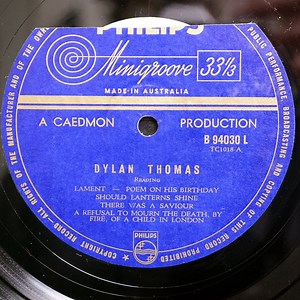 PHILIPS
Minigroove 33⅓
MADE IN AUSTRALIA
A CAEDMON PRODUCTION
B 94030 L
TC1018-A
DYLAN THOMAS
READING
LAMENT — POEM ON HIS BIRTHDAY
SHOULD LANTERNS SHINE
THERE WAS A SAVIOUR
A REFUSAL TO MOURN THE DEATH, BY
FIRE, OF A CHILD IN LONDON
PHILIPS
ALL RIGHTS OF THE MANUFACTURER AND OF THE OWN
PUBLIC PERFORMANCE, BROADCASTING AND COPYING OF THIS RECORD PROHIBITED
COPYRIGHT RECORD